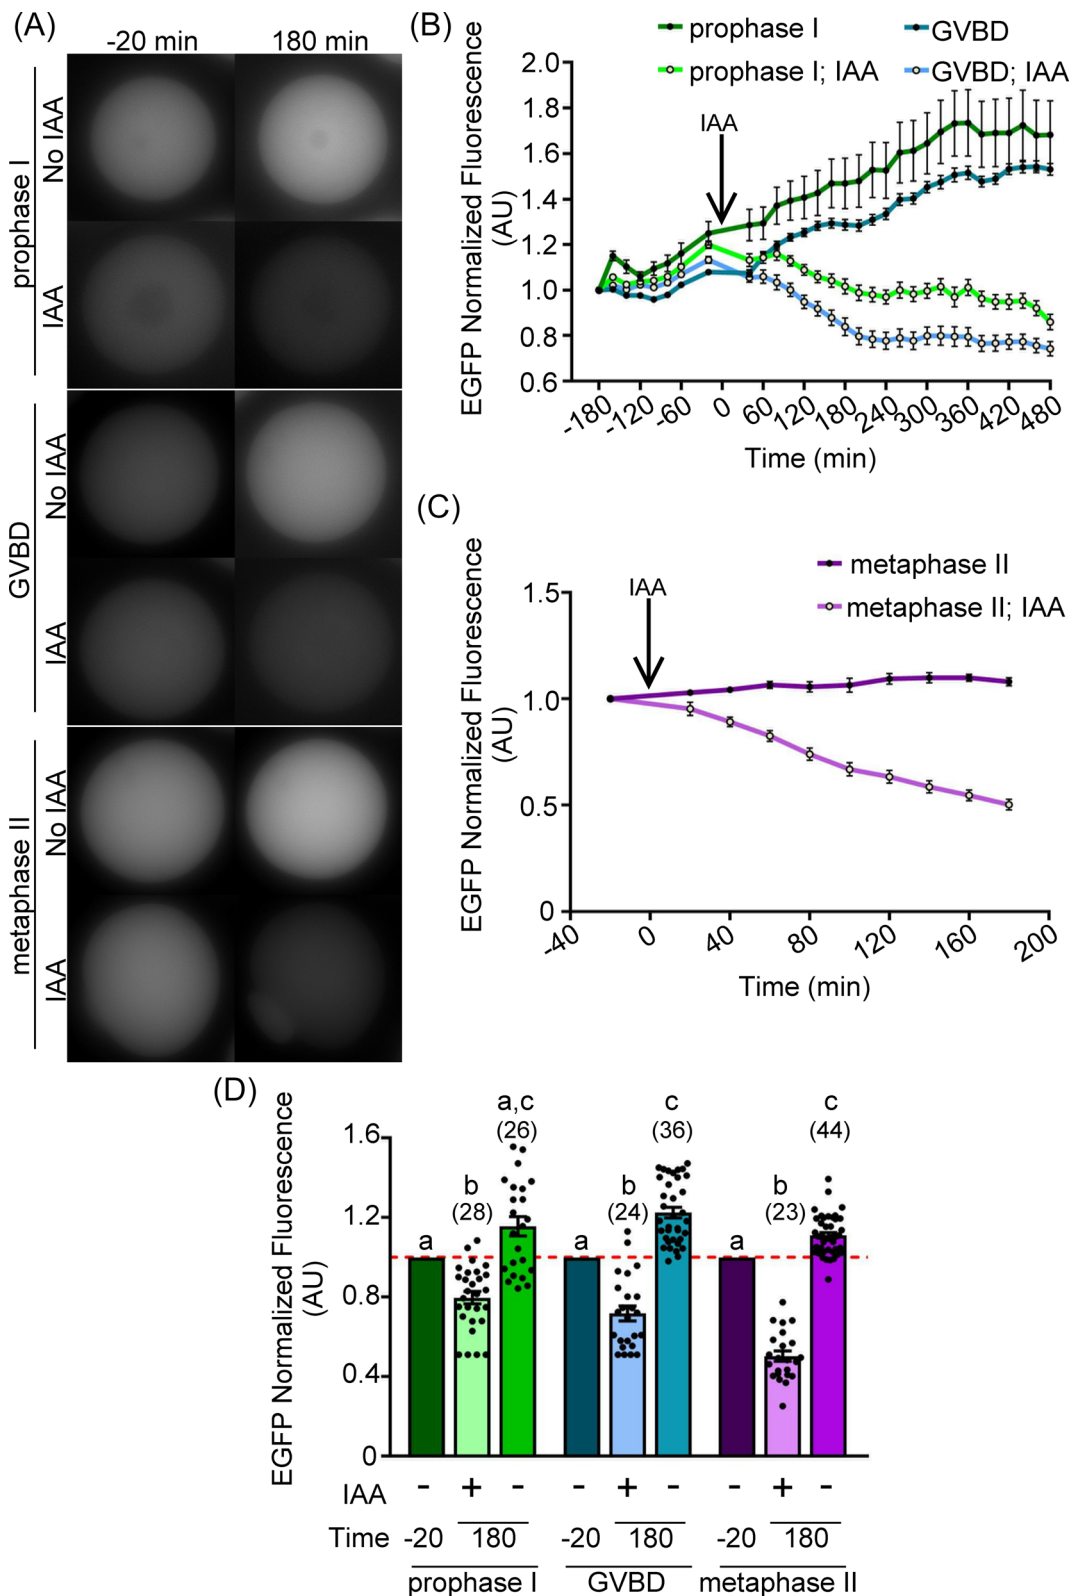 (A)
-20 min 180 min
prophase I
No IAA
IAA
GVBD
No IAA
IAA
metaphase II
No IAA
IAA
(B)
prophase I GVBD
prophase I; IAA GVBD; IAA
EGFP Normalized Fluorescence
(AU)
2.0
1.8
1.6
1.4
1.2
1.0
0.8
0.6
IAA
-180 -120 -60 0 60 120 180 240 300 360 420 480
Time (min)
(C)
metaphase II
metaphase II; IAA
EGFP Normalized Fluorescence
(AU)
1.5
1.0
0.5
0
IAA
-40 0 40 80 120 160 200
Time (min)
(D)
EGFP Normalized Fluorescence
(AU)
1.6
1.2
0.8
0.4
0
a b (28) a,c (26) a b (24) c (36) a b (23) c (44)
IAA - + - - + - - + -
Time -20 180 -20 180 -20 180
prophase I GVBD metaphase II